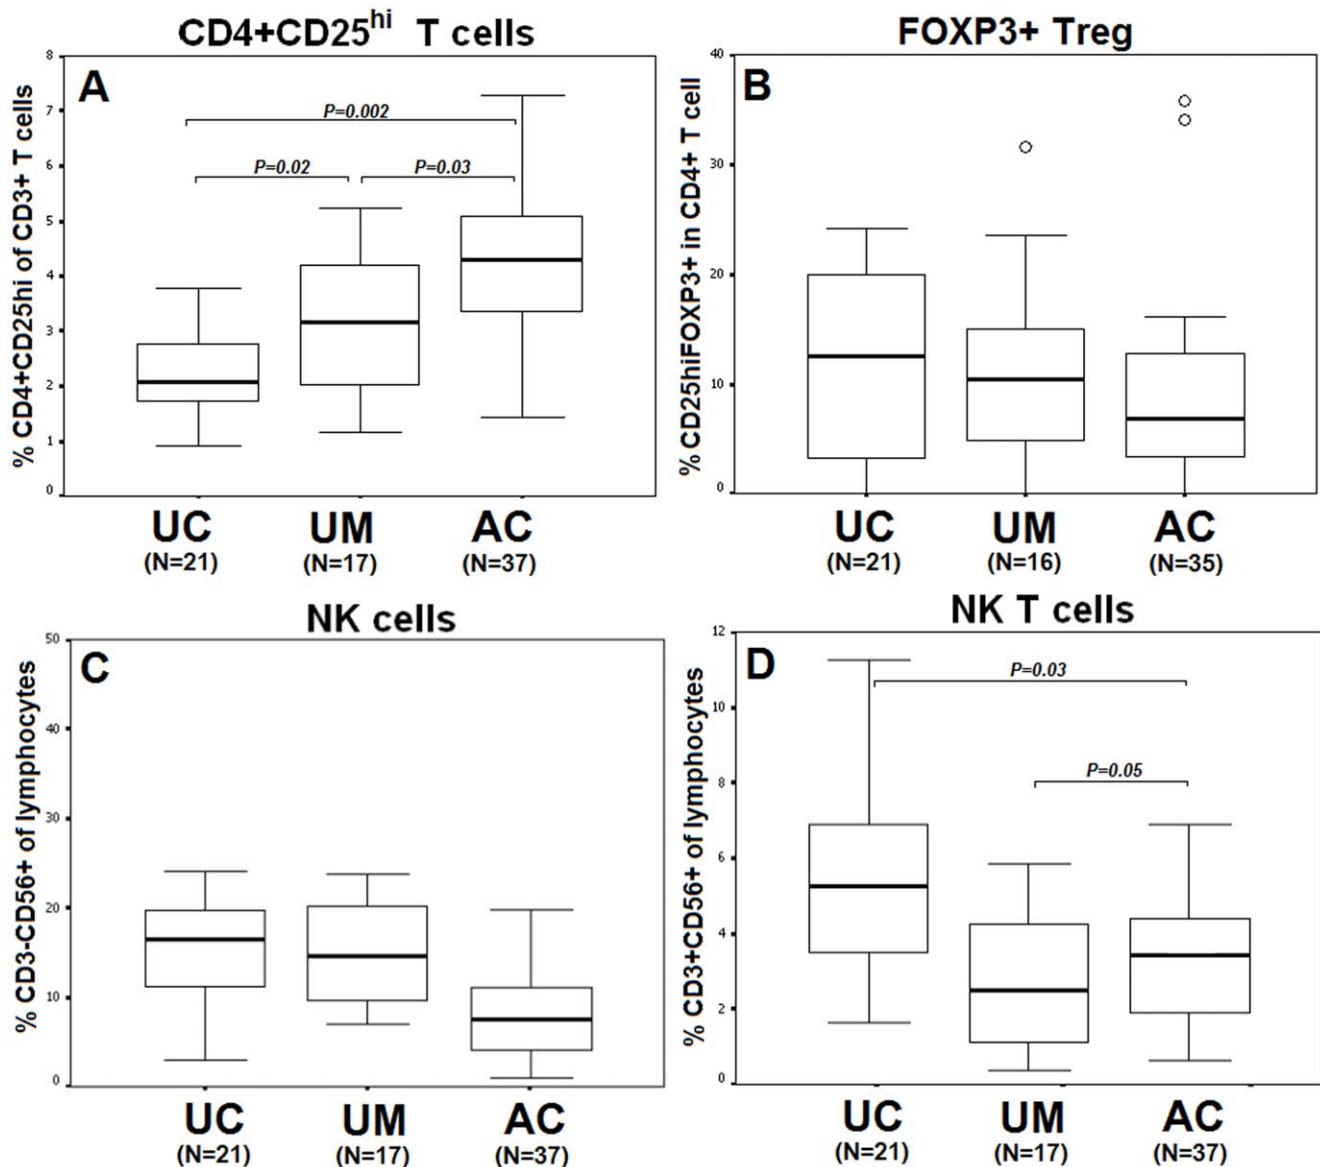 CD4+CD25hi T cells
A
% CD4+CD25hi of CD3+ T cells
8
7
6
5
4
3
2
1
0
P=0.002
P=0.02
P=0.03
UC
UM
AC
(N=21)
(N=17)
(N=37)
FOXP3+ Treg
B
% CD25hiFOXP3+ in CD4+ T cell
40
30
20
10
0
UC
UM
AC
(N=21)
(N=16)
(N=35)
NK cells
C
% CD3-CD56+ of lymphocytes
50
40
30
20
10
0
UC
UM
AC
(N=21)
(N=17)
(N=37)
NK T cells
D
% CD3+CD56+ of lymphocytes
12
10
8
6
4
2
0
P=0.03
P=0.05
UC
UM
AC
(N=21)
(N=17)
(N=37)